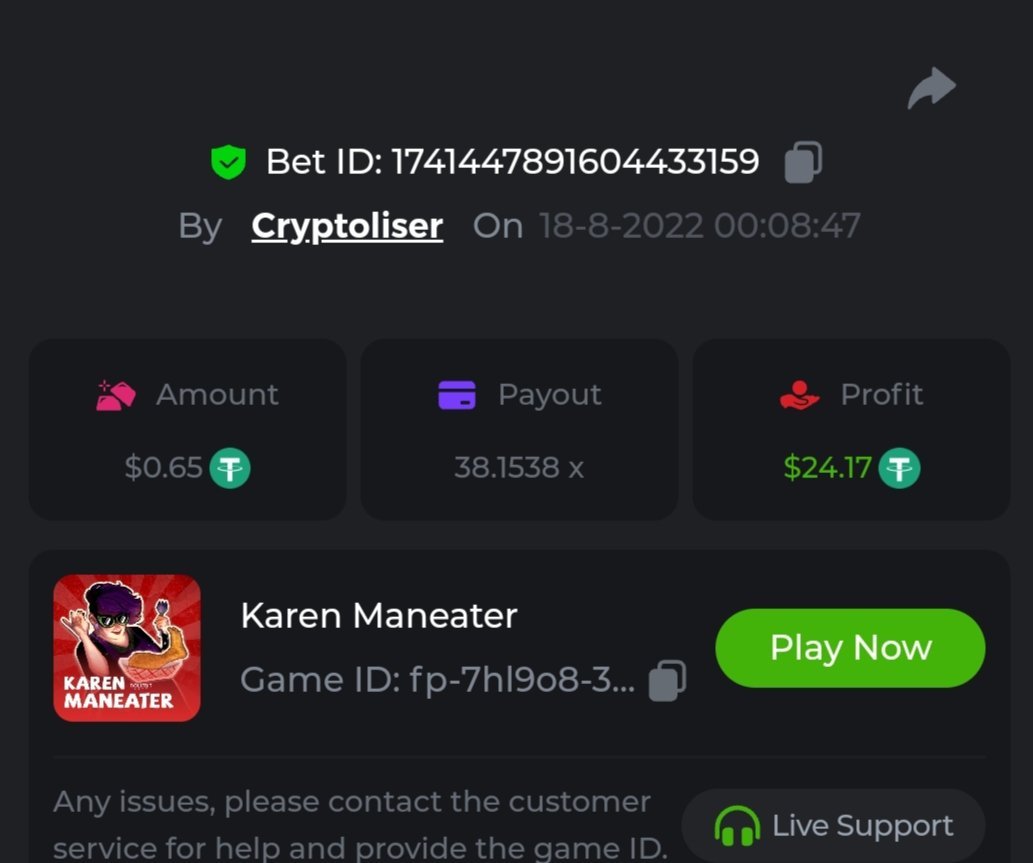 Bet ID: 1741447891604433159
By Cryptoliser On 18-8-2022 00:08:47
Amount Payout Profit
$0.65 38.1538 x $24.17
Karen Maneater
Game ID: fp-7hl9o8-3...
Play Now
KAREN
MANEATER
Any issues, please contact the customer
service for help and provide the game ID.
Live Support